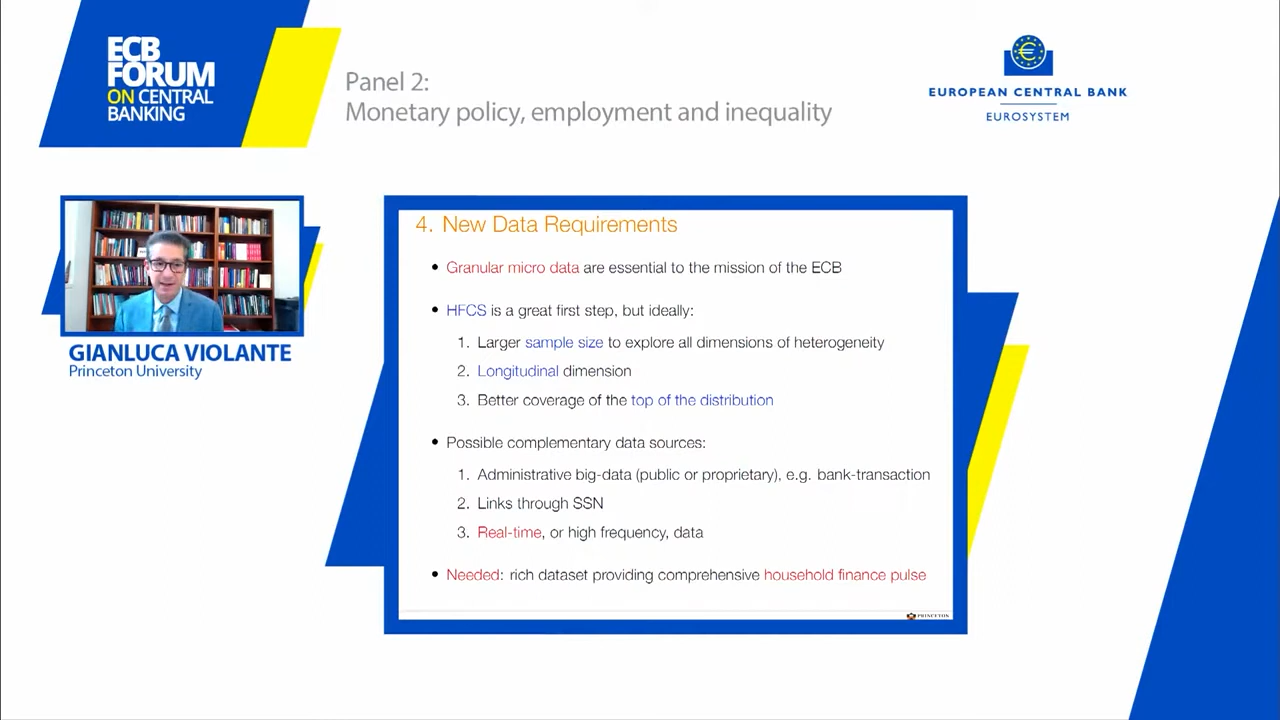 ECB
FORUM
ON CENTRAL
BANKING
Panel 2:
Monetary policy, employment and inequality
EUROPEAN CENTRAL BANK
EUROSYSTEM
GIANLUCA VIOLANTE
Princeton University
4. New Data Requirements
• Granular micro data are essential to the mission of the ECB
• HFCS is a great first step, but ideally:
1. Larger sample size to explore all dimensions of heterogeneity
2. Longitudinal dimension
3. Better coverage of the top of the distribution
• Possible complementary data sources:
1. Administrative big-data (public or proprietary), e.g. bank-transaction
2. Links through SSN
3. Real-time, or high frequency, data
• Needed: rich dataset providing comprehensive household finance pulse
PRINCETON